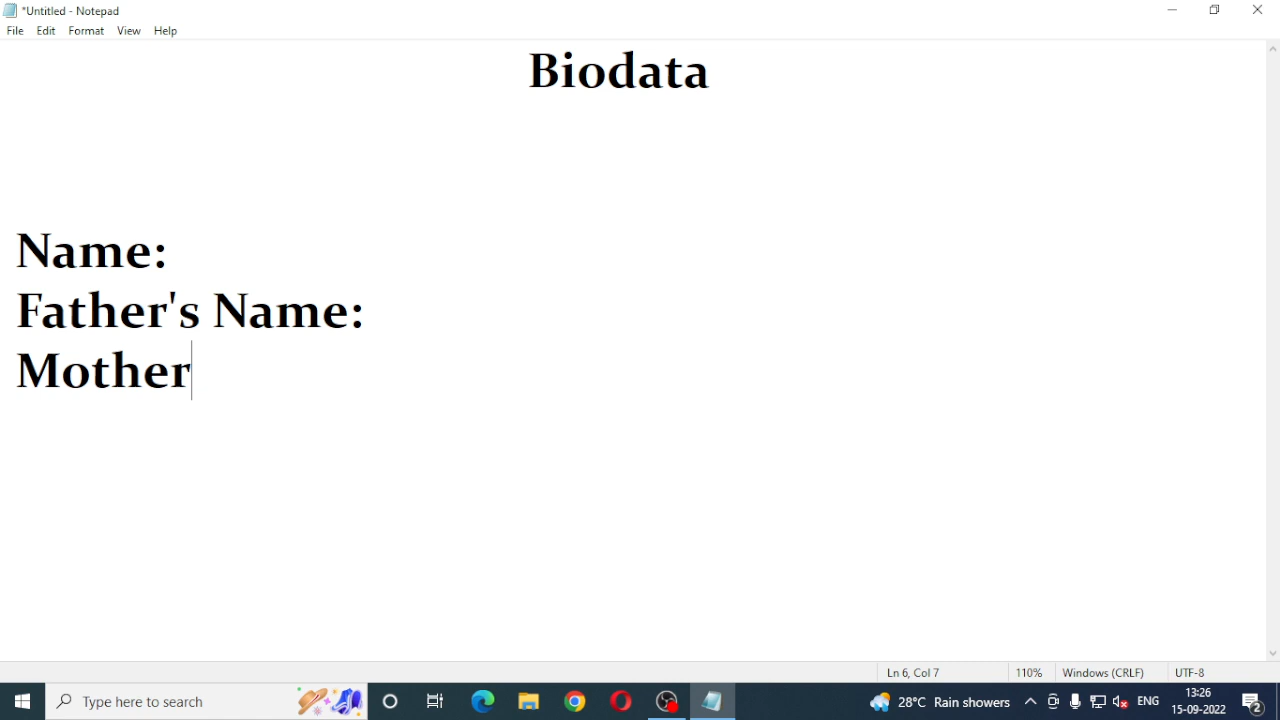 *Untitled - Notepad
File Edit Format View Help
Biodata
Name:
Father's Name:
Mother
Ln 6, Col 7 110% Windows (CRLF) UTF-8
Type here to search 28°C Rain showers ENG 13:26
15-09-2022 2